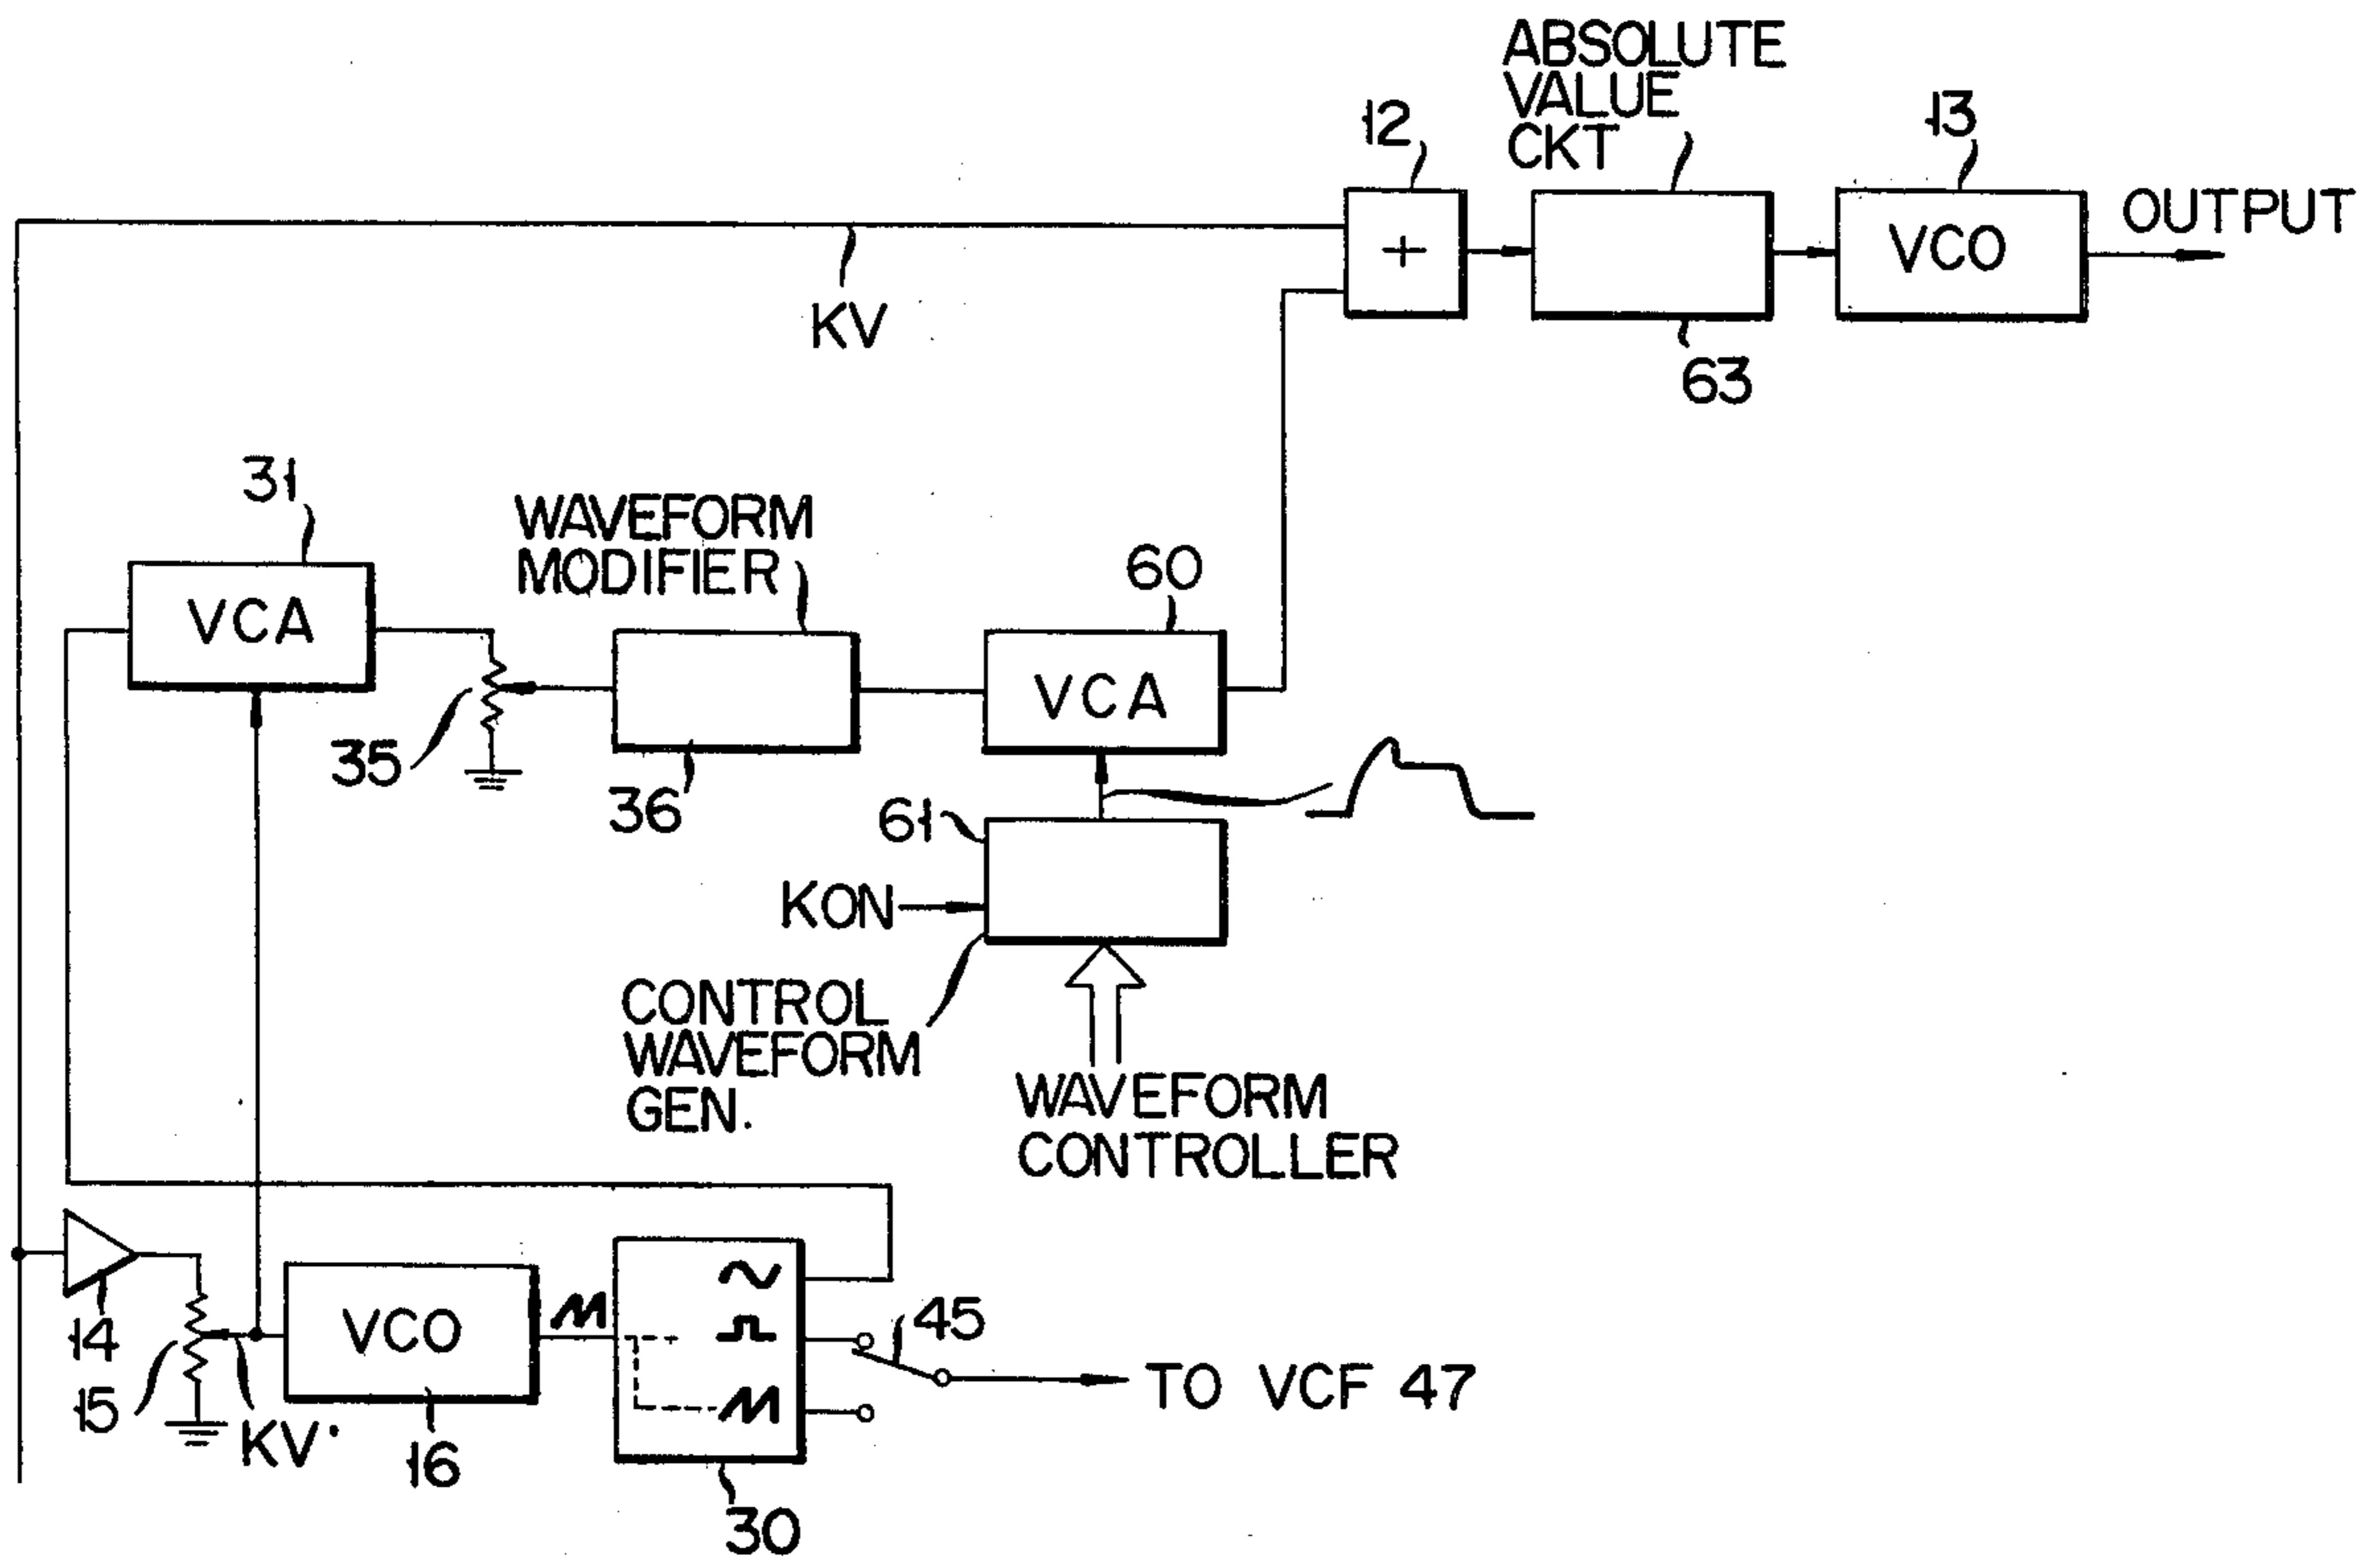 ABSOLUTE
VALUE
CKT
12
13
+
VCO
OUTPUT
KV
63
31
WAVEFORM
MODIFIER
60
VCA
VCA
35
36
61
KON
CONTROL
WAVEFORM
GEN.
WAVEFORM
CONTROLLER
14
VCO
45
15
KV'
16
TO VCF 47
30